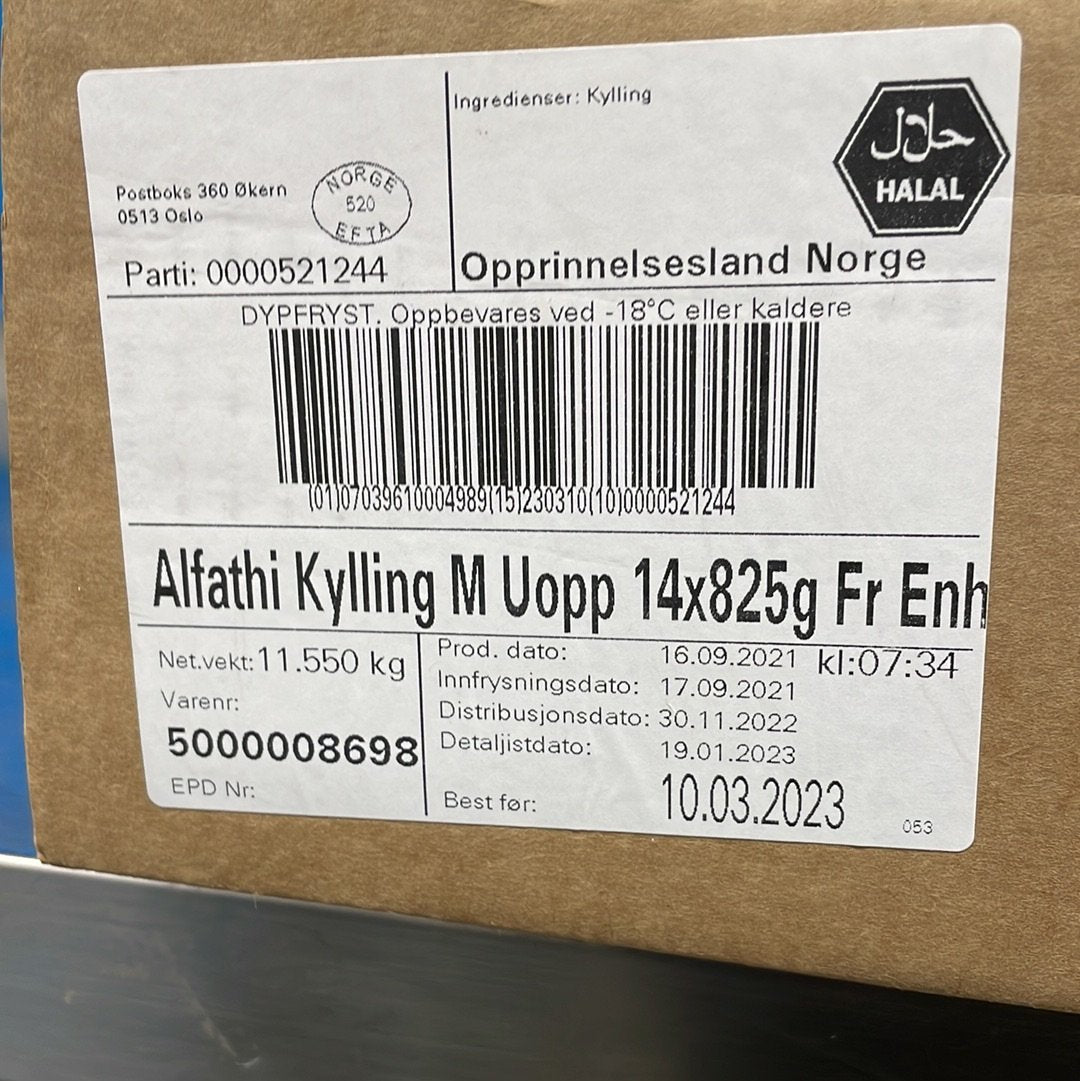 Ingredienser: Kylling
حلال
HALAL
Postboks 360 Økern
0513 Oslo
NORGE
520
EFTA
Parti: 0000521244
Opprinnelsesland Norge
DYPFRYST. Oppbevares ved -18°C eller kaldere
(01)07039610004989(15)230310(10)0000521244
Alfathi Kylling M Uopp 14x825g Fr Enh
Net.vekt: 11.550 kg
Varenr:
5000008698
EPD Nr:
Prod. dato: 16.09.2021 kl:07:34
Innfrysningsdato: 17.09.2021
Distribusjonsdato: 30.11.2022
Detaljistdato: 19.01.2023
Best før: 10.03.2023
053